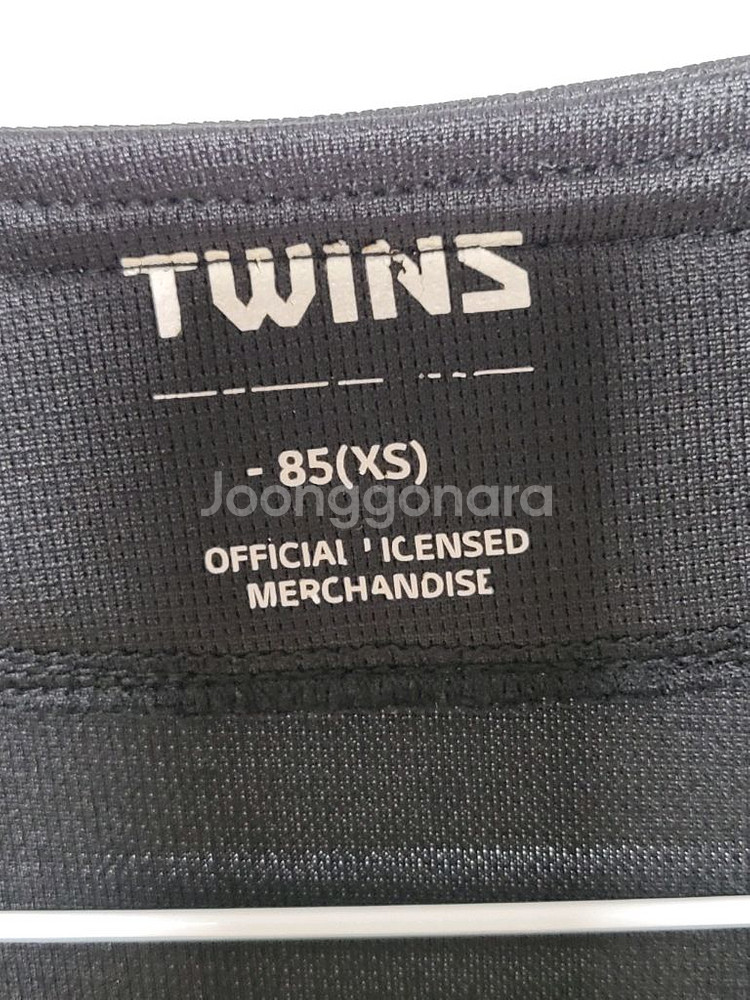 TWINS
- 85(XS)
Joonggonara
OFFICIAL LICENSED
MERCHANDISE